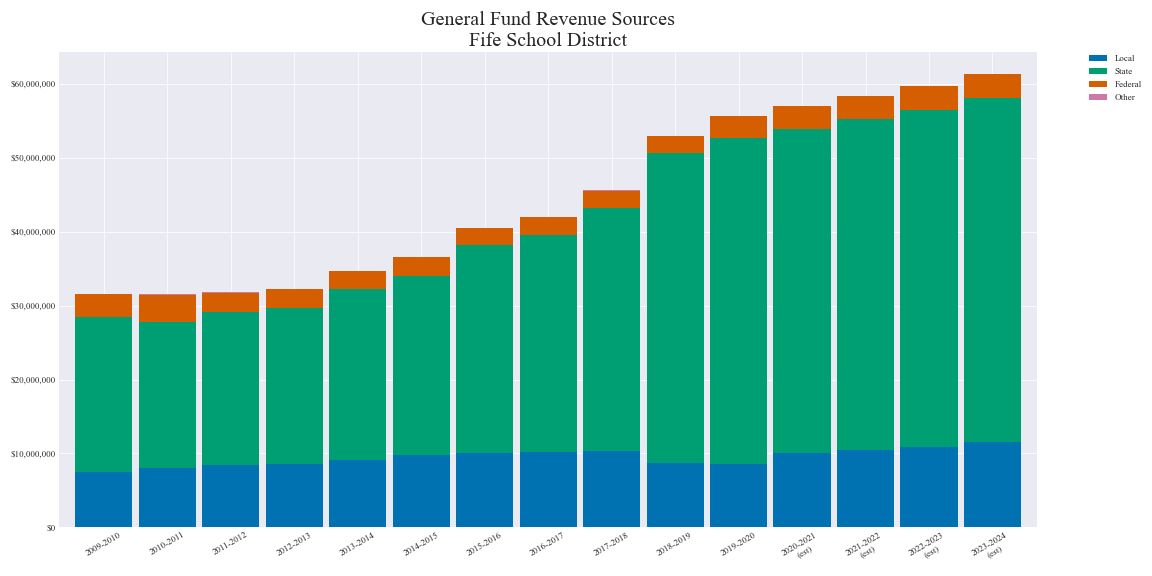 General Fund Revenue Sources
Fife School District
Local
State
Federal
Other
$60,000,000
$50,000,000
$40,000,000
$30,000,000
$20,000,000
$10,000,000
$0
2009-2010
2010-2011
2011-2012
2012-2013
2013-2014
2014-2015
2015-2016
2016-2017
2017-2018
2018-2019
2019-2020
2020-2021
(est)
2021-2022
(est)
2022-2023
(est)
2023-2024
(est)